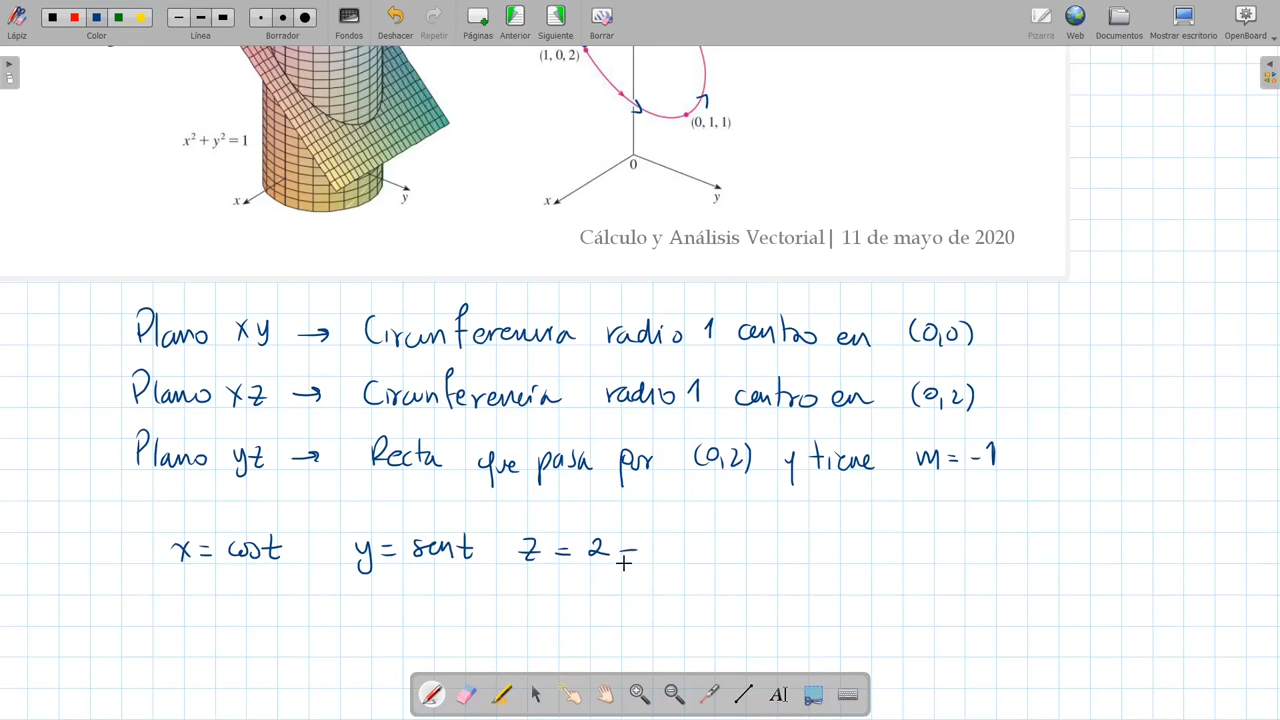 Lápiz Color Línea Borrador Fondos Deshacer Repetir Páginas Anterior Siguiente Borrar Pizarra Web Documentos Mostrar escritorio OpenBoard
(1, 0, 2)
(0, 1, 1)
x² + y² = 1
0
x y x y
Cálculo y Análisis Vectorial| 11 de mayo de 2020
Plano xy → Circunferencia radio 1 centro en (0,0)
Plano xz → Circunferencia radio 1 centro en (0,2)
Plano yz → Recta que pasa por (0,2) y tiene m = -1
x = cost y = sent z = 2 -